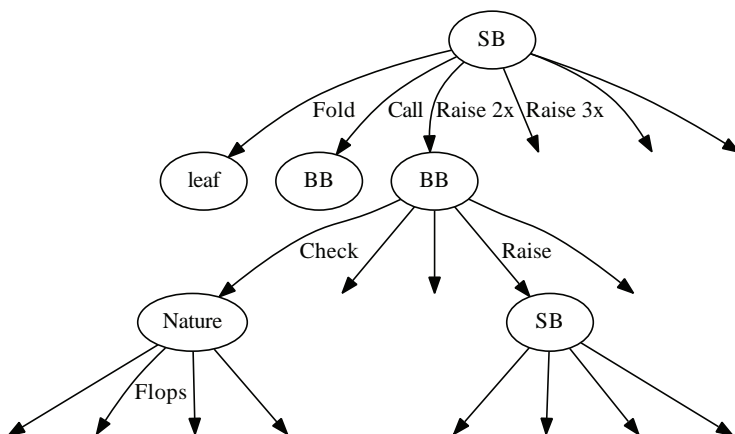 SB
Fold
Call
Raise 2x
Raise 3x
leaf
BB
BB
Check
Raise
Nature
SB
Flops